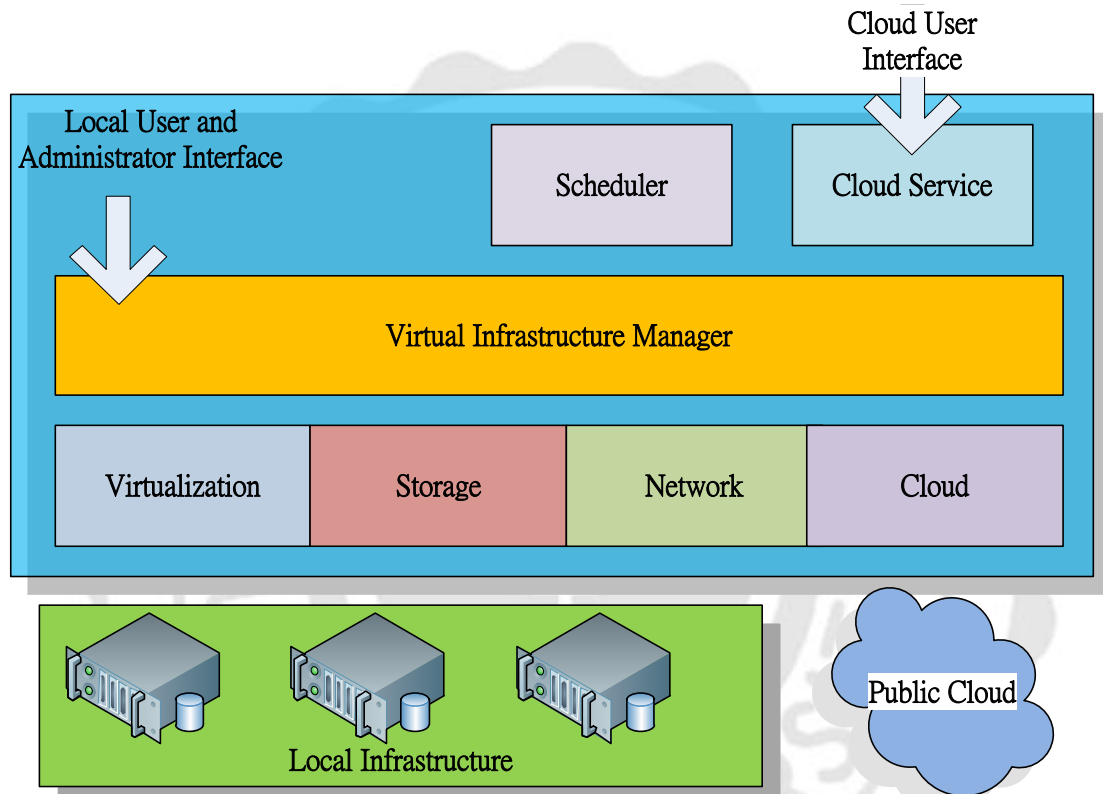 Cloud User
Interface
Local User and
Administrator Interface
Scheduler
Cloud Service
Virtual Infrastructure Manager
Virtualization
Storage
Network
Cloud
Public Cloud
Local Infrastructure